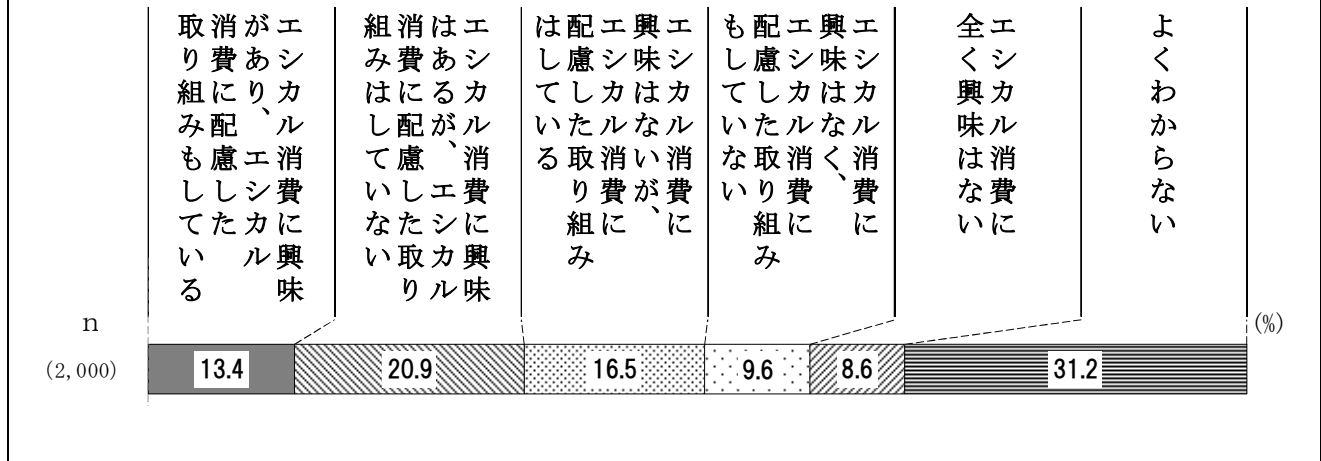 エシカル消費に興味
があり、エシカル
消費に配慮した
取り組みもしている
エシカル消費に興味
はあるが、エシカル
消費に配慮した取り
組みはしていない
エシカル消費に
興味はないが、
エシカル消費に
配慮した取り組み
はしている
エシカル消費に
興味はなく、
エシカル消費に
配慮した取り組み
もしていない
エシカル消費に
全く興味はない
よくわからない
n
(%)
(2,000)
13.4
20.9
16.5
9.6
8.6
31.2